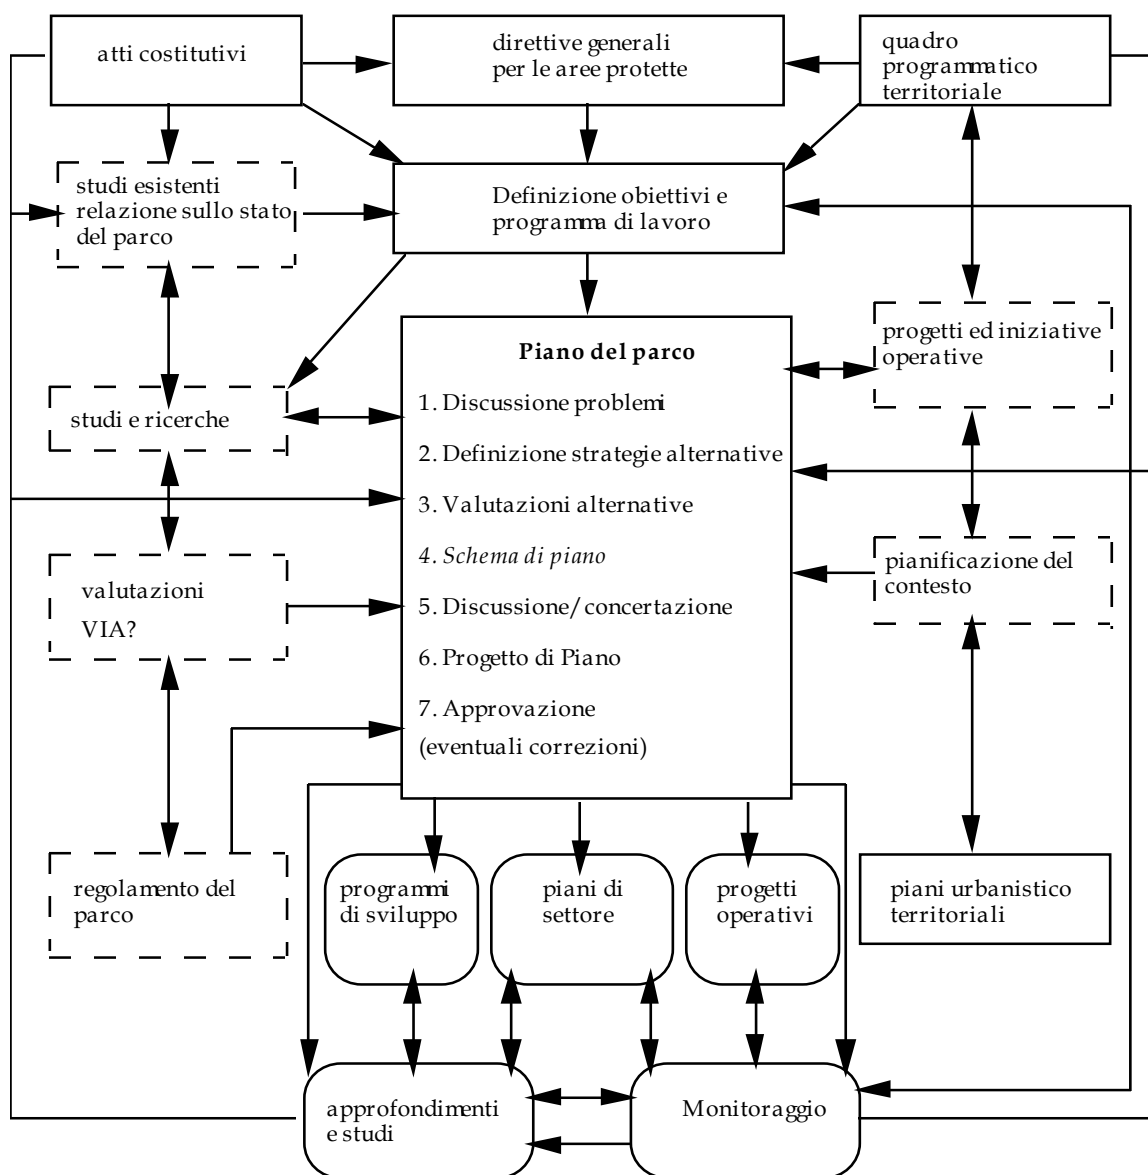 atti costitutivi
direttive generali
per le aree protette
quadro
programmatico
territoriale
studi esistenti
relazione sullo stato
del parco
Definizione obiettivi e
programma di lavoro
Piano del parco
1. Discussione problemi
2. Definizione strategie alternative
3. Valutazioni alternative
4. Schema di piano
5. Discussione/concertazione
6. Progetto di Piano
7. Approvazione
(eventuali correzioni)
progetti ed iniziative
operative
studi e ricerche
valutazioni
VIA?
pianificazione del
contesto
regolamento del
parco
programmi
di sviluppo
piani di
settore
progetti
operativi
piani urbanistico
territoriali
approfondimenti
e studi
Monitoraggio